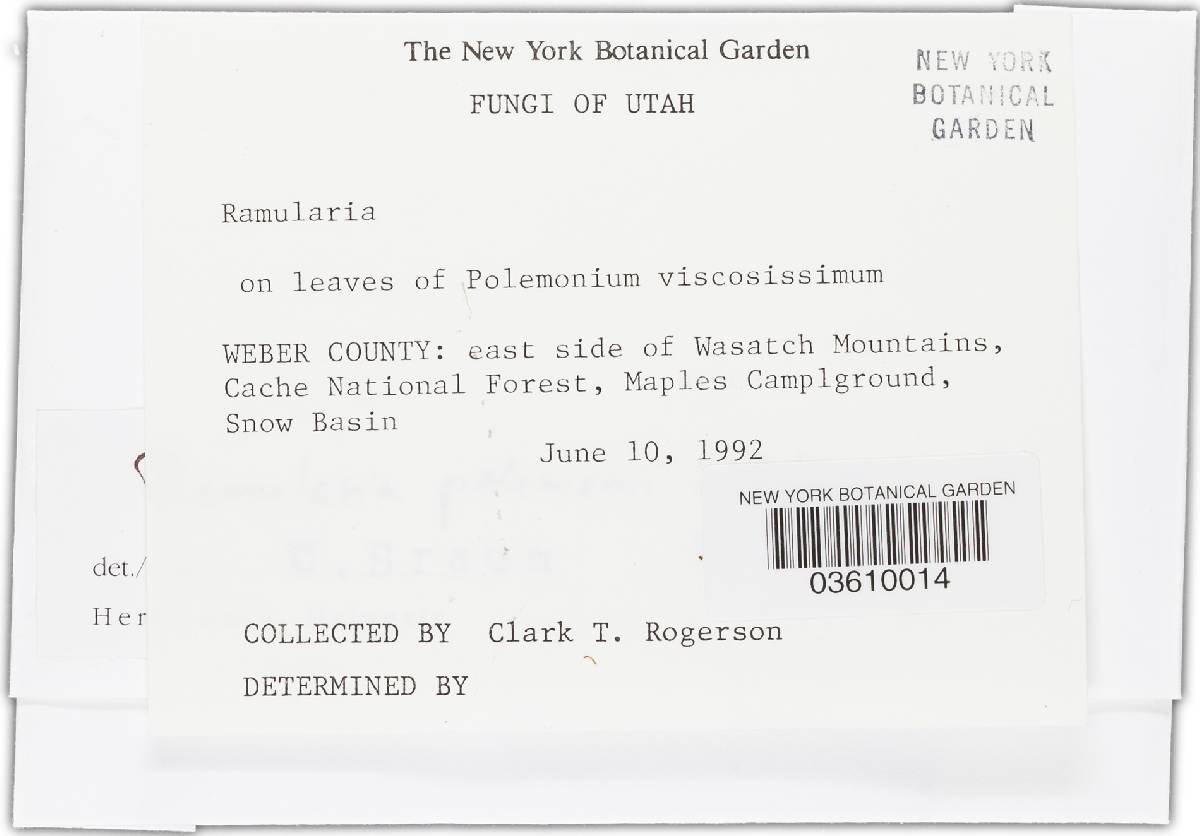 The New York Botanical Garden
FUNGI OF UTAH
NEW YORK
BOTANICAL
GARDEN
Ramularia
on leaves of Polemonium viscosissimum
WEBER COUNTY: east side of Wasatch Mountains,
Cache National Forest, Maples Camplground,
Snow Basin
June 10, 1992
NEW YORK BOTANICAL GARDEN
03610014
det./
Her
COLLECTED BY Clark T. Rogerson
DETERMINED BY